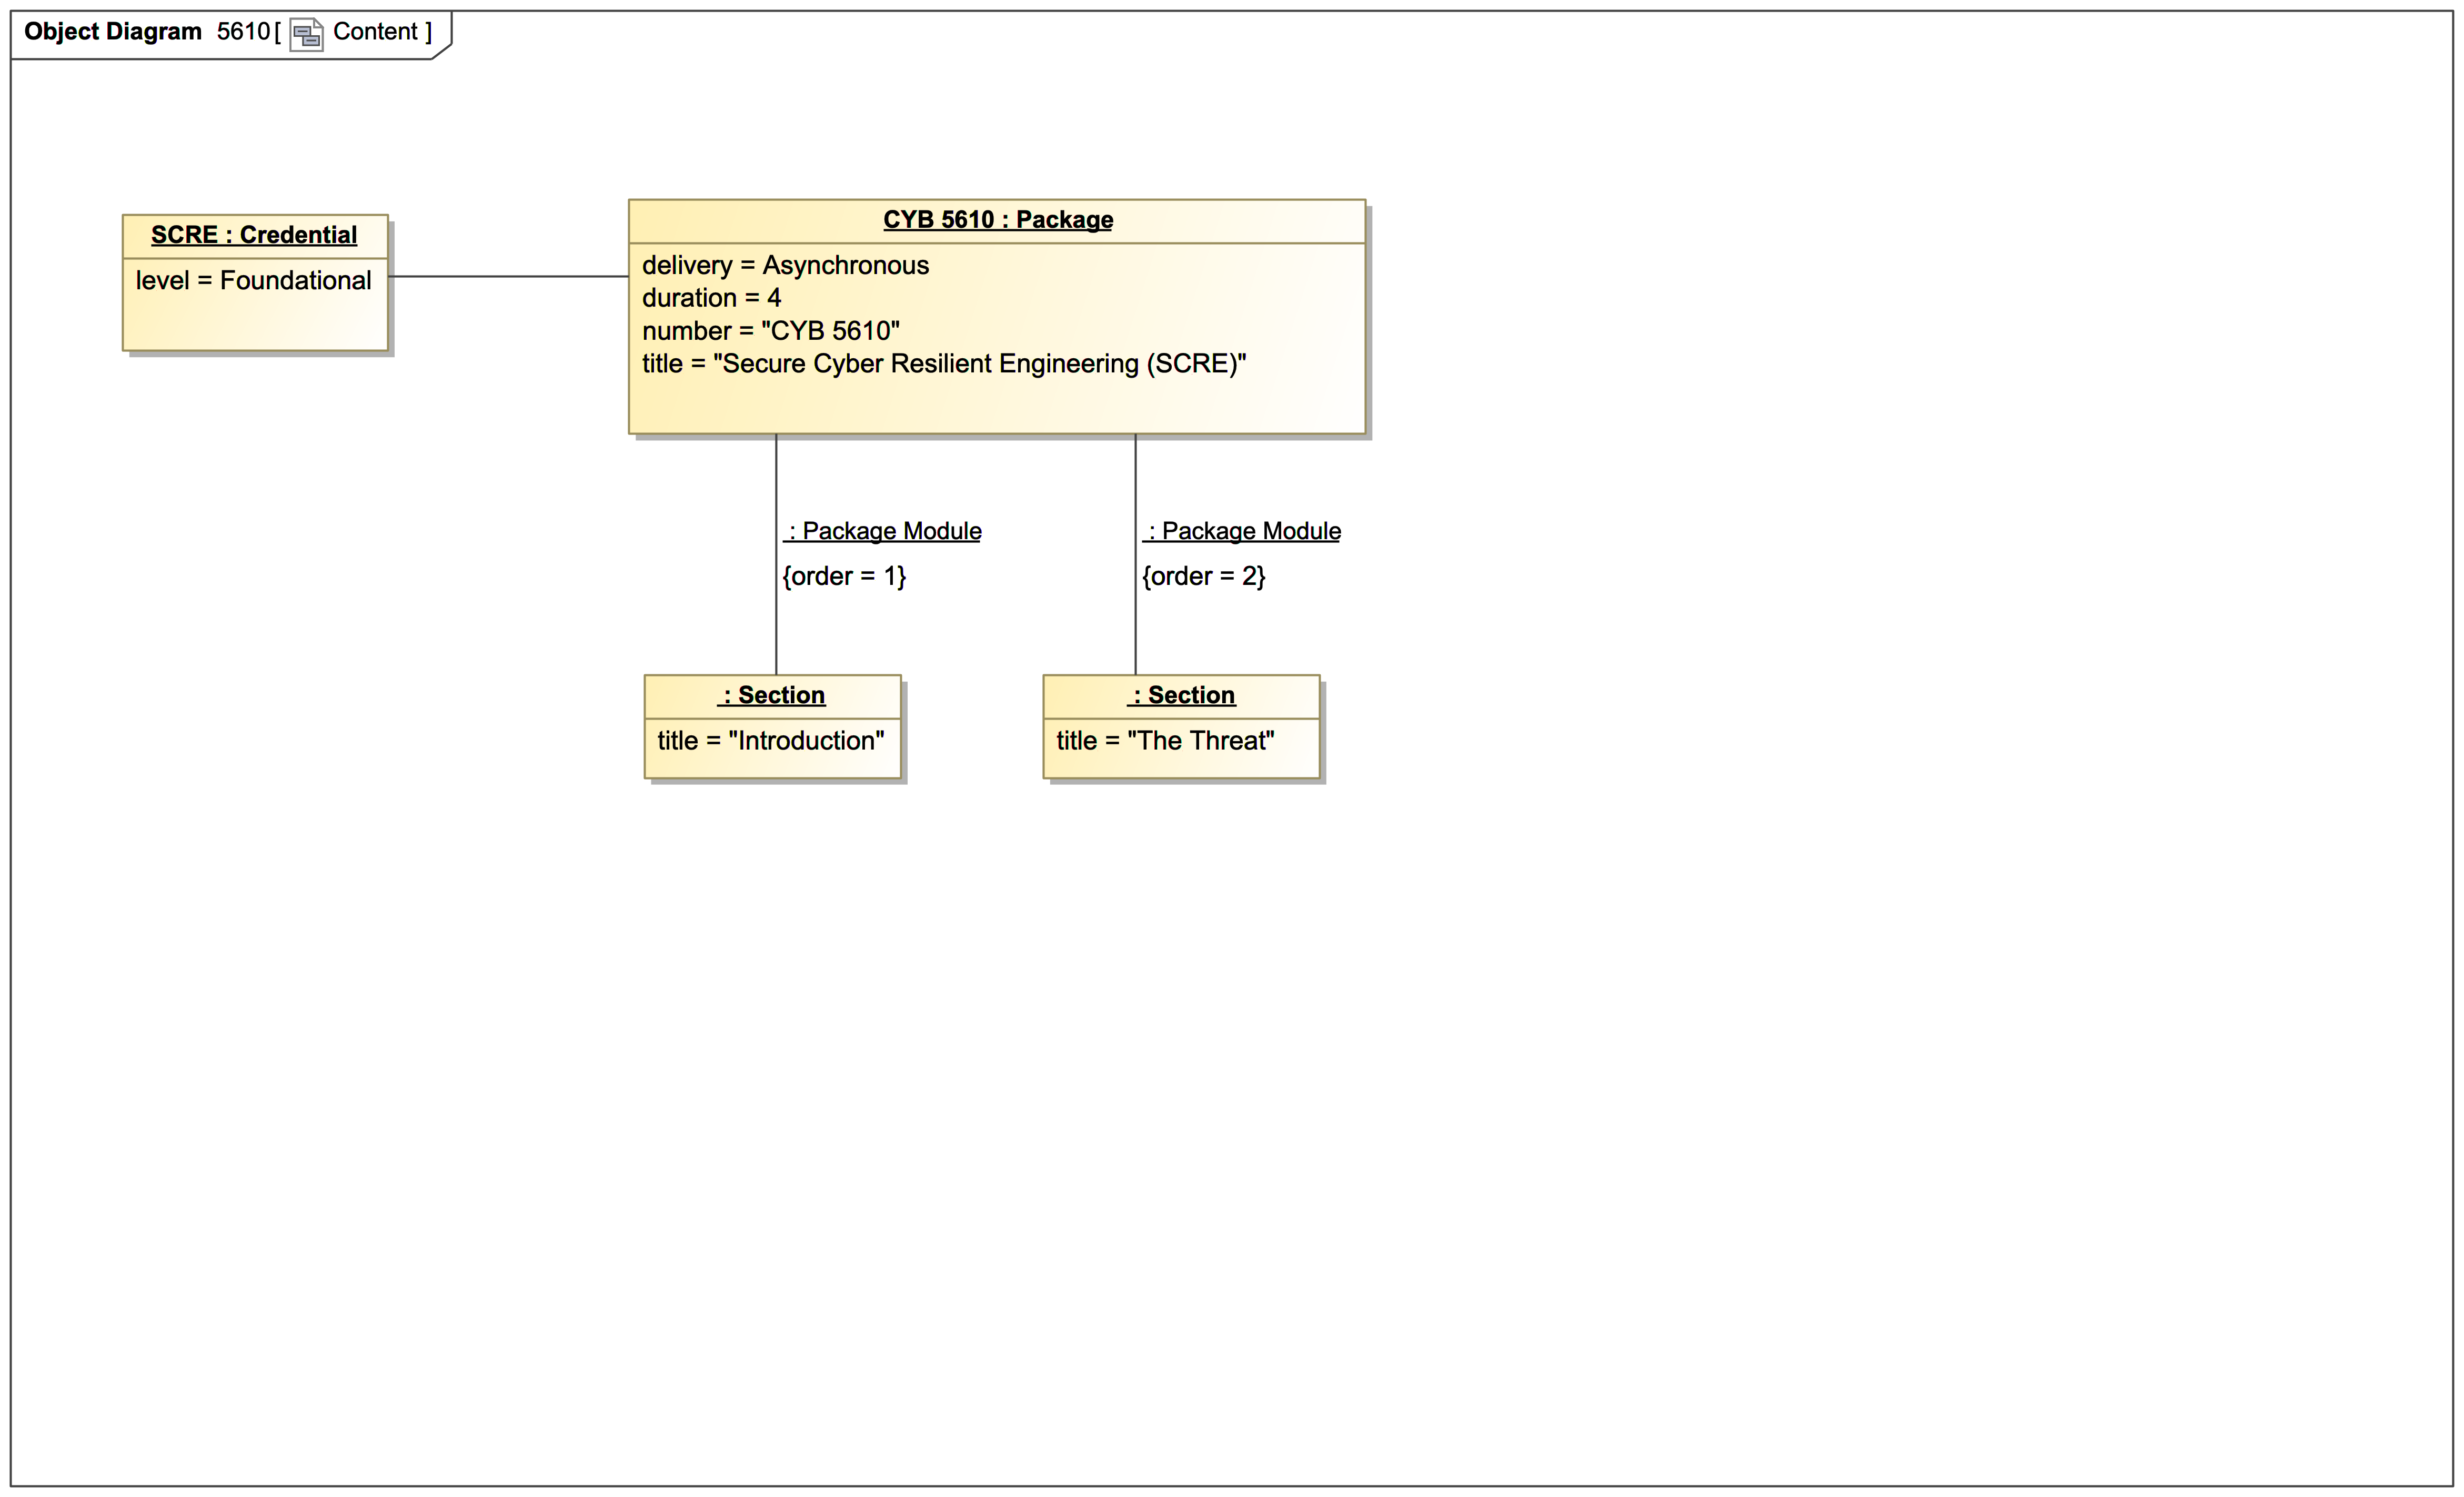 Object Diagram 5610[ Content ]
SCRE : Credential
level = Foundational
CYB 5610 : Package
delivery = Asynchronous
duration = 4
number = "CYB 5610"
title = "Secure Cyber Resilient Engineering (SCRE)"
: Package Module
{order = 1}
: Package Module
{order = 2}
: Section
title = "Introduction"
: Section
title = "The Threat"